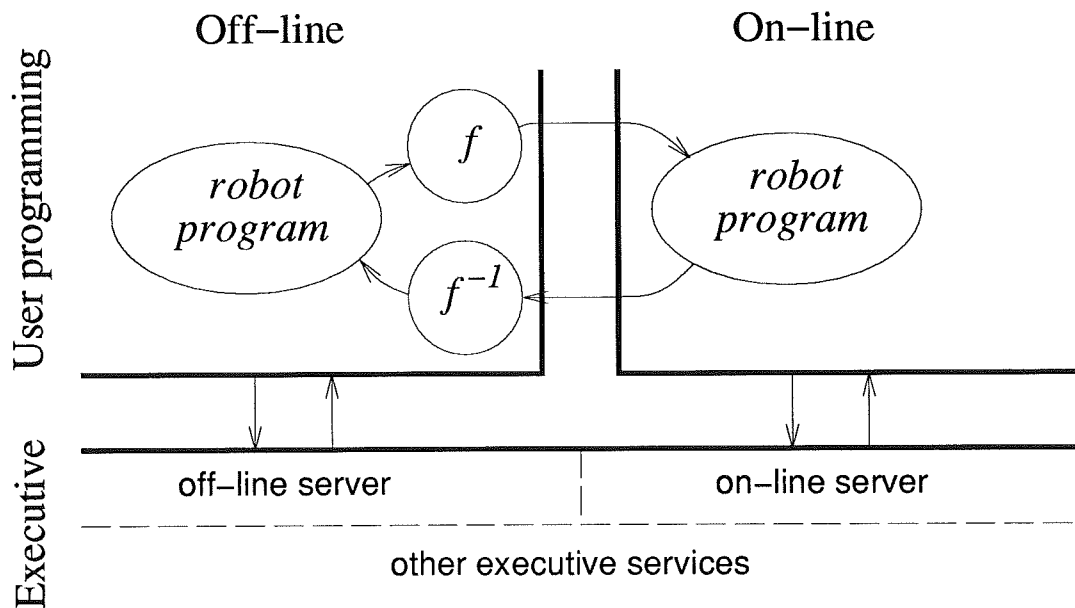 Off–line
On–line
User programming
f
robot
program
f⁻¹
robot
program
Executive
off–line server
on–line server
other executive services